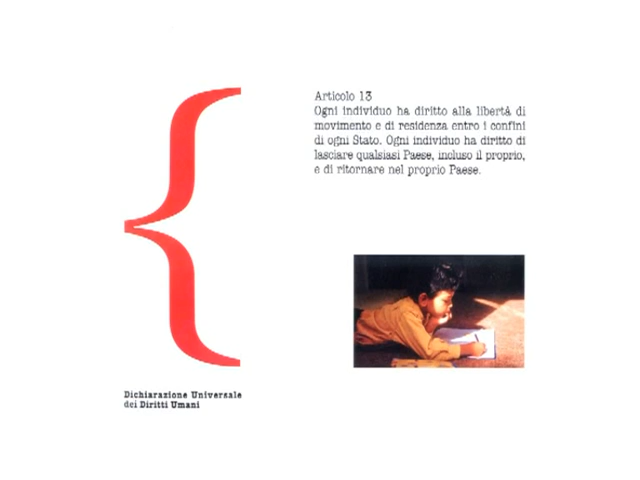 Articolo 13
Ogni individuo ha diritto alla libertà di
movimento e di residenza entro i confini
di ogni Stato. Ogni individuo ha diritto di
lasciare qualsiasi Paese, incluso il proprio,
e di ritornare nel proprio Paese.
Dichiarazione Universale
dei Diritti Umani